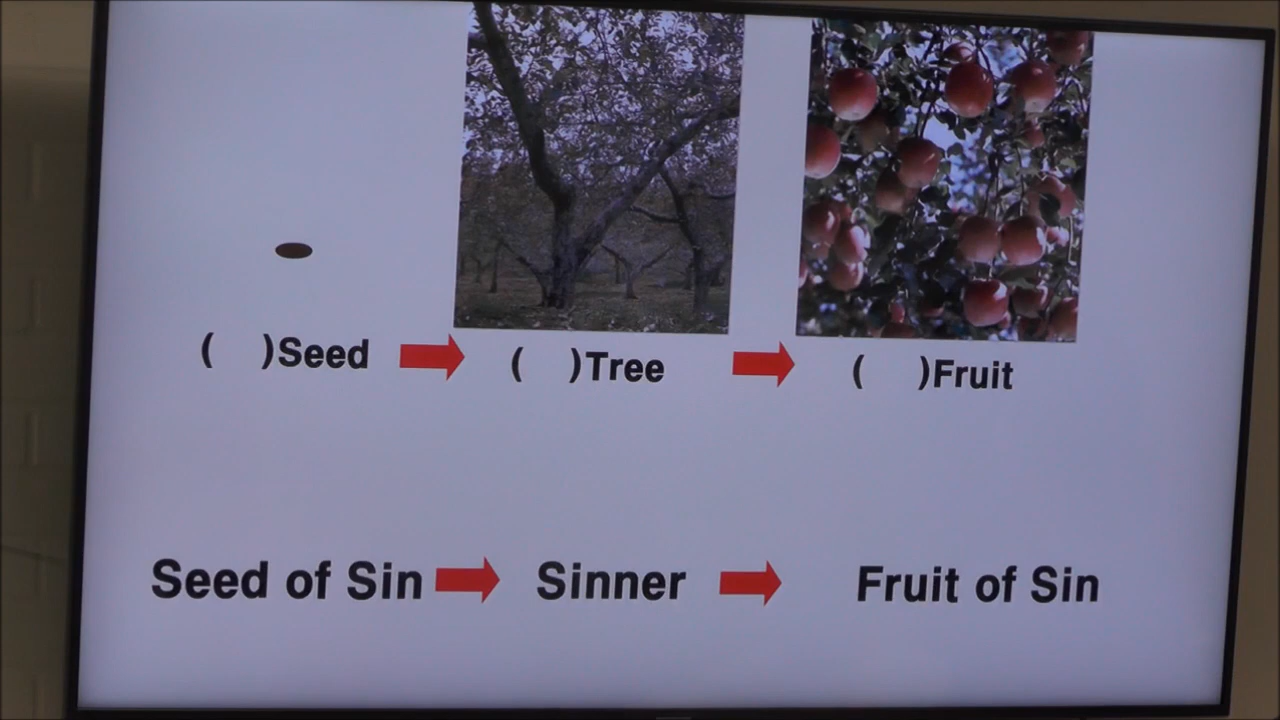 (   )Seed (   )Tree (   )Fruit
Seed of Sin Sinner Fruit of Sin